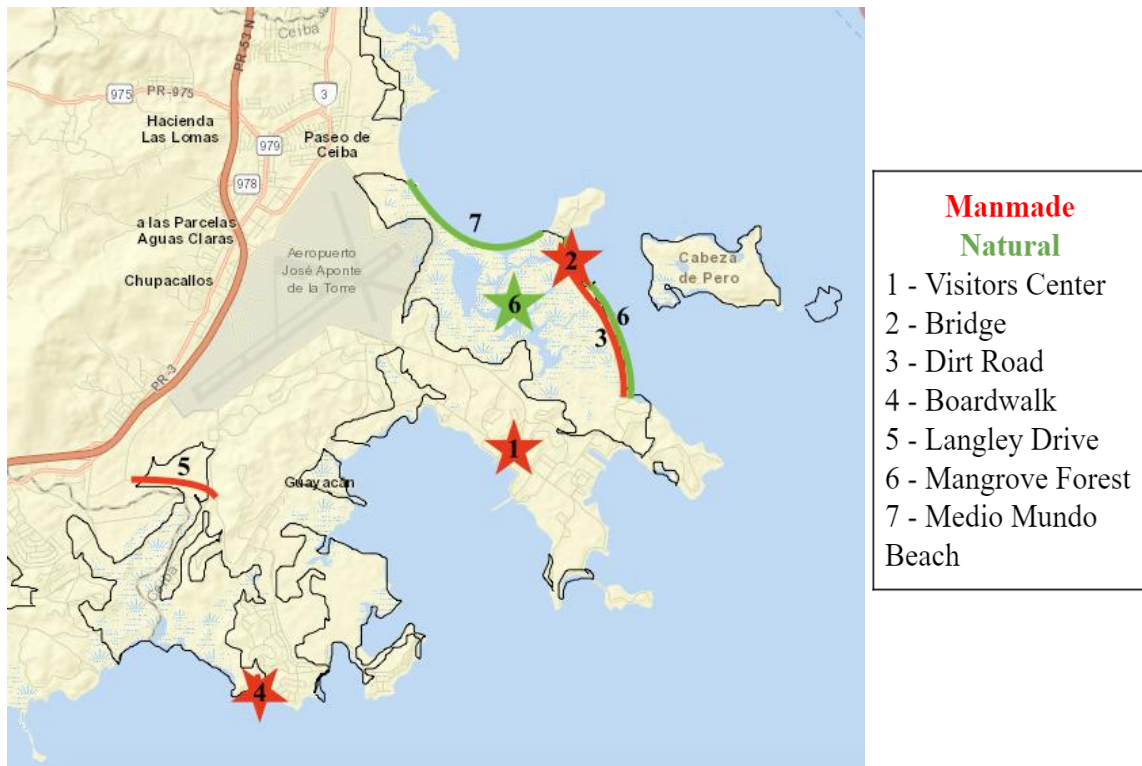 Ceiba
PR-53 N
975
PR-975
3
Hacienda
Las Lomas
979
Paseo de
Ceiba
978
a las Parcelas
Aguas Claras
Aeropuerto
José Aponte
de la Torre
Chupacallos
7
2
Cabeza
de Pero
6
6
3
PR-3
1
5
Guayacán
4
Manmade
Natural
1 - Visitors Center
2 - Bridge
3 - Dirt Road
4 - Boardwalk
5 - Langley Drive
6 - Mangrove Forest
7 - Medio Mundo
Beach